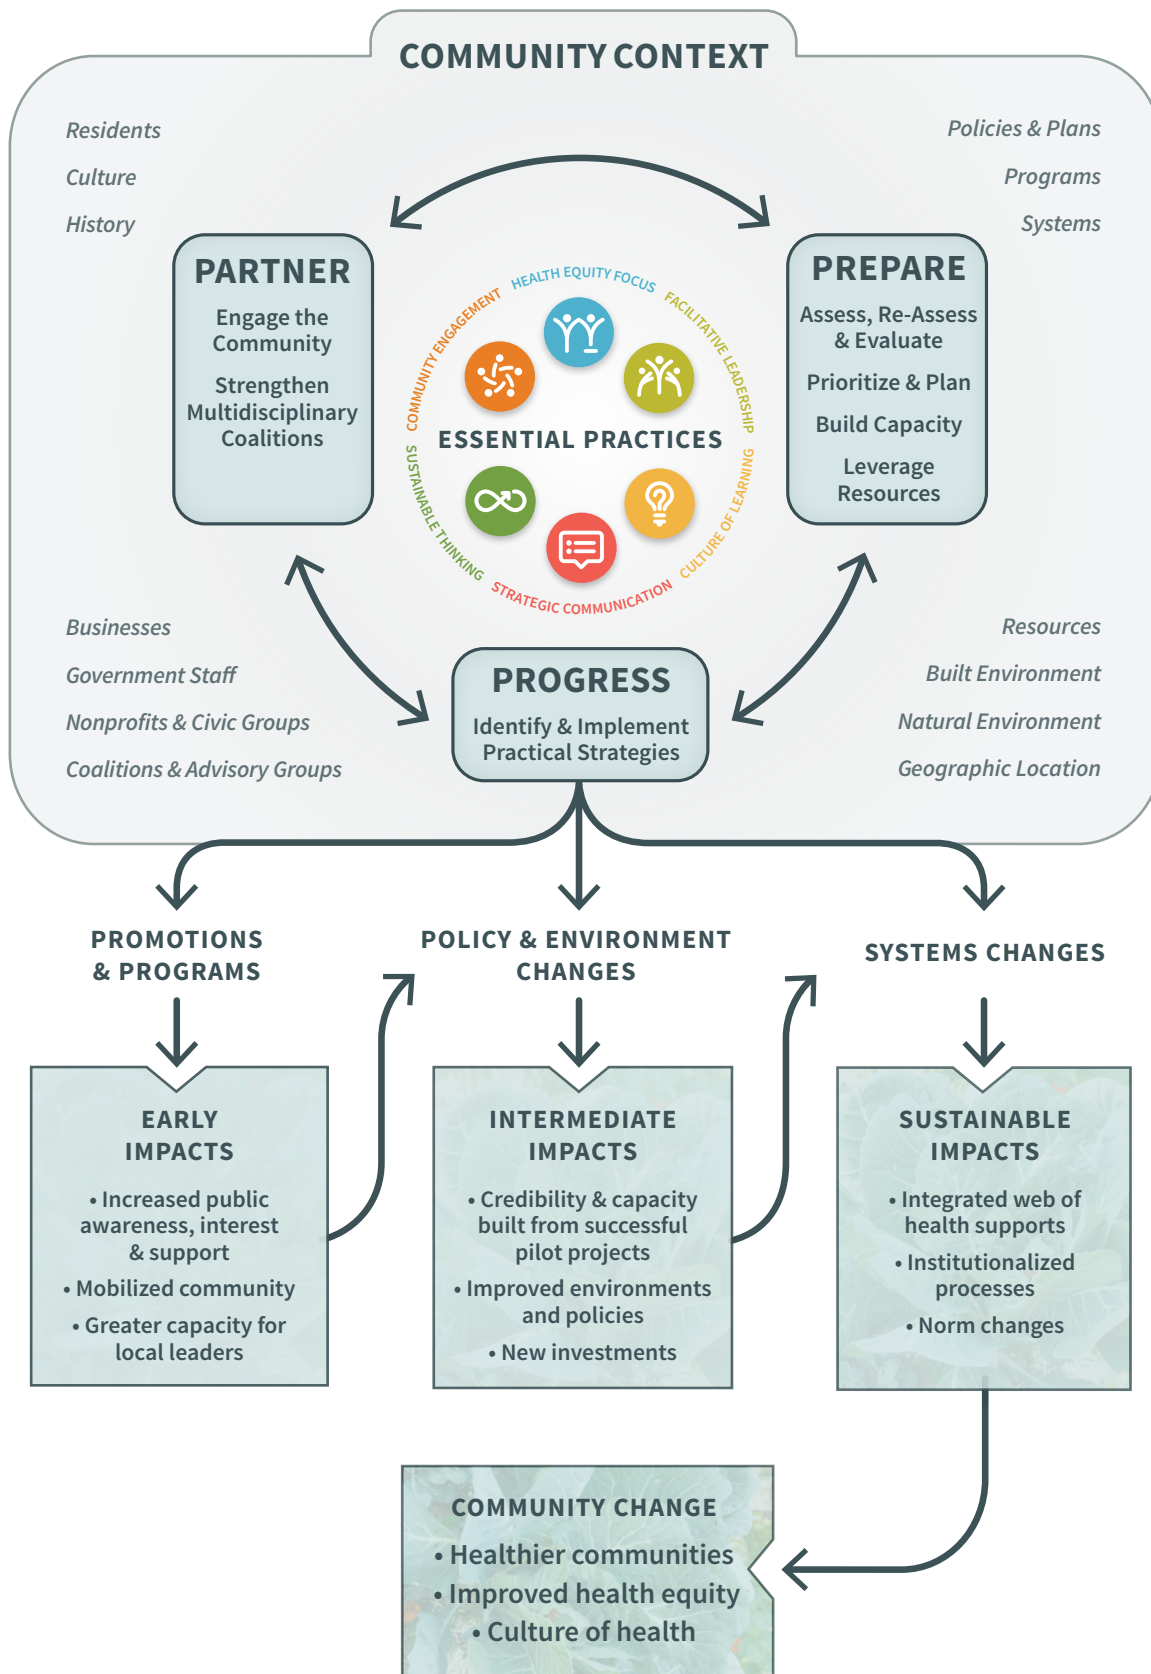 COMMUNITY CONTEXT
Residents
Culture
History
Policies & Plans
Programs
Systems
PARTNER
Engage the
Community
Strengthen
Multidisciplinary
Coalitions
PREPARE
Assess, Re-Assess
& Evaluate
Prioritize & Plan
Build Capacity
Leverage
Resources
HEALTH EQUITY FOCUS
FACILITATIVE LEADERSHIP
CULTURE OF LEARNING
STRATEGIC COMMUNICATION
SUSTAINABLE THINKING
COMMUNITY ENGAGEMENT
ESSENTIAL PRACTICES
Businesses
Government Staff
Nonprofits & Civic Groups
Coalitions & Advisory Groups
Resources
Built Environment
Natural Environment
Geographic Location
PROGRESS
Identify & Implement
Practical Strategies
PROMOTIONS
& PROGRAMS
POLICY & ENVIRONMENT
CHANGES
SYSTEMS CHANGES
EARLY
IMPACTS
• Increased public
awareness, interest
& support
• Mobilized community
• Greater capacity for
local leaders
INTERMEDIATE
IMPACTS
• Credibility & capacity
built from successful
pilot projects
• Improved environments
and policies
• New investments
SUSTAINABLE
IMPACTS
• Integrated web of
health supports
• Institutionalized
processes
• Norm changes
COMMUNITY CHANGE
• Healthier communities
• Improved health equity
• Culture of health